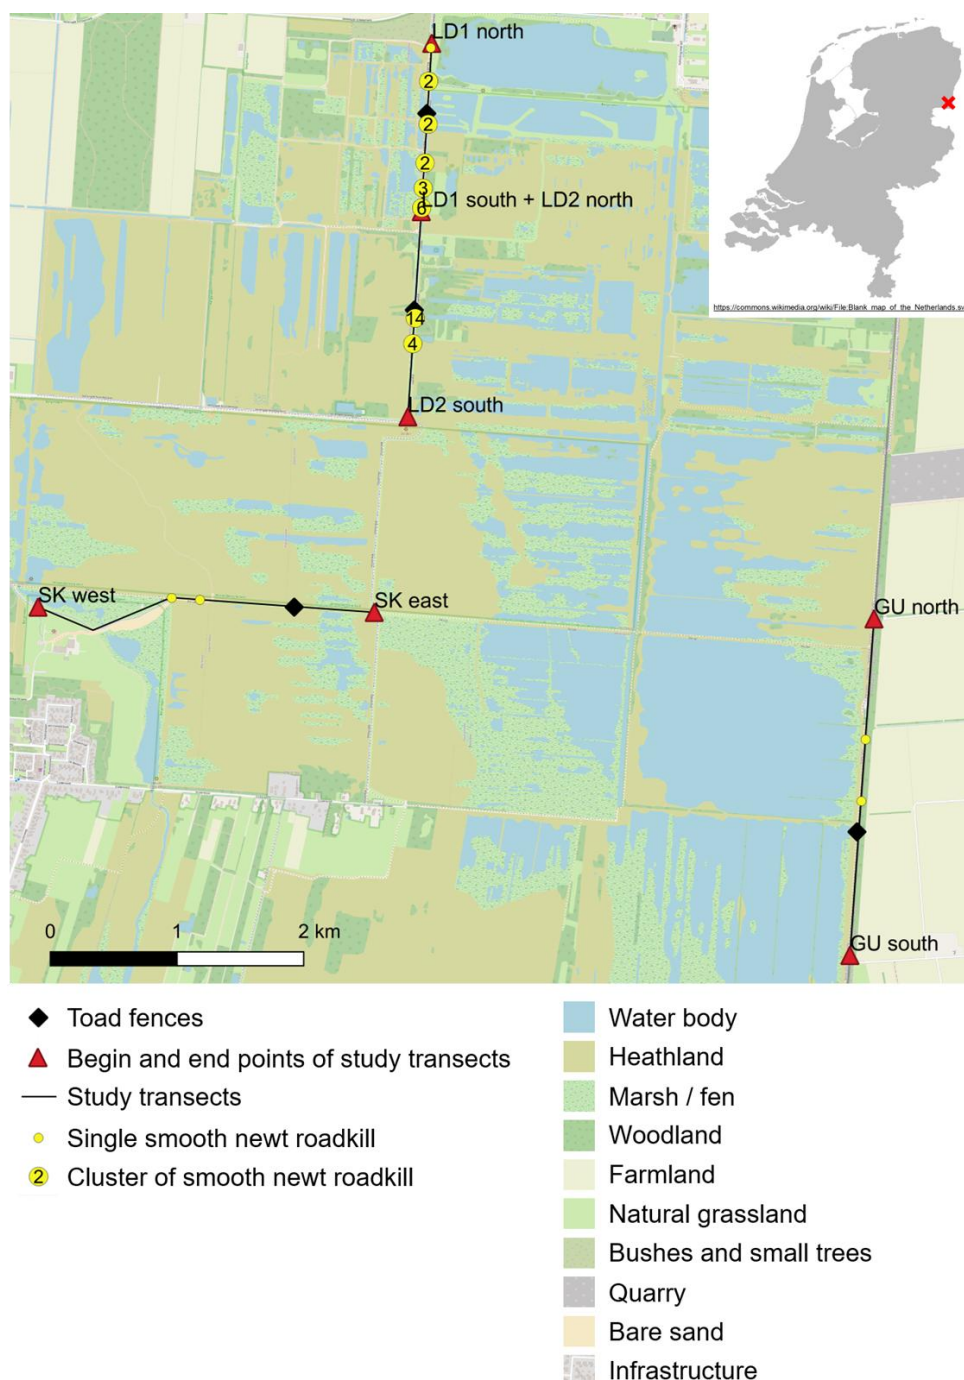 LD1 north
2
2
2
3
LD1 south + LD2 north
6
14
4
LD2 south
https://commons.wikimedia.org/wiki/File:Blank_map_of_the_Netherlands.sv
SK west
SK east
GU north
GU south
0 1 2 km
Toad fences
Begin and end points of study transects
Study transects
Single smooth newt roadkill
2 Cluster of smooth newt roadkill
Water body
Heathland
Marsh / fen
Woodland
Farmland
Natural grassland
Bushes and small trees
Quarry
Bare sand
Infrastructure